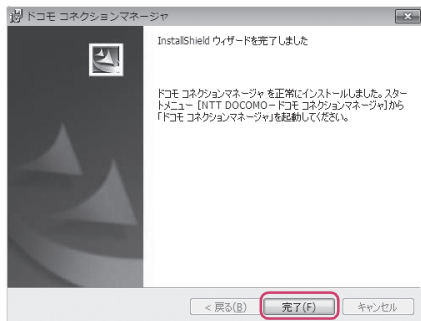 ドコモ コネクションマネージャ
InstallShield ウィザードを完了しました
ドコモ コネクションマネージャ を正常にインストールしました。スター
トメニュー [NTT DOCOMO－ドコモ コネクションマネージャ]から
「ドコモ コネクションマネージャ」を起動してください。
< 戻る(B)
完了(F)
キャンセル